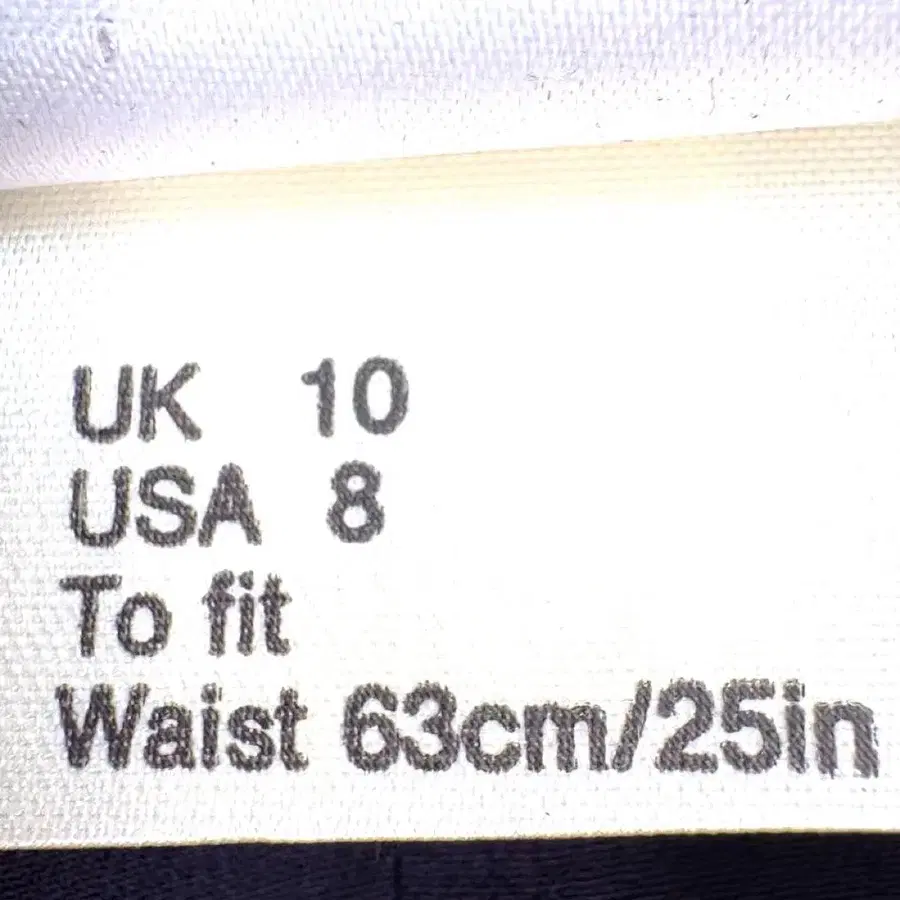 UK 10
USA 8
To fit
Waist 63cm/25in